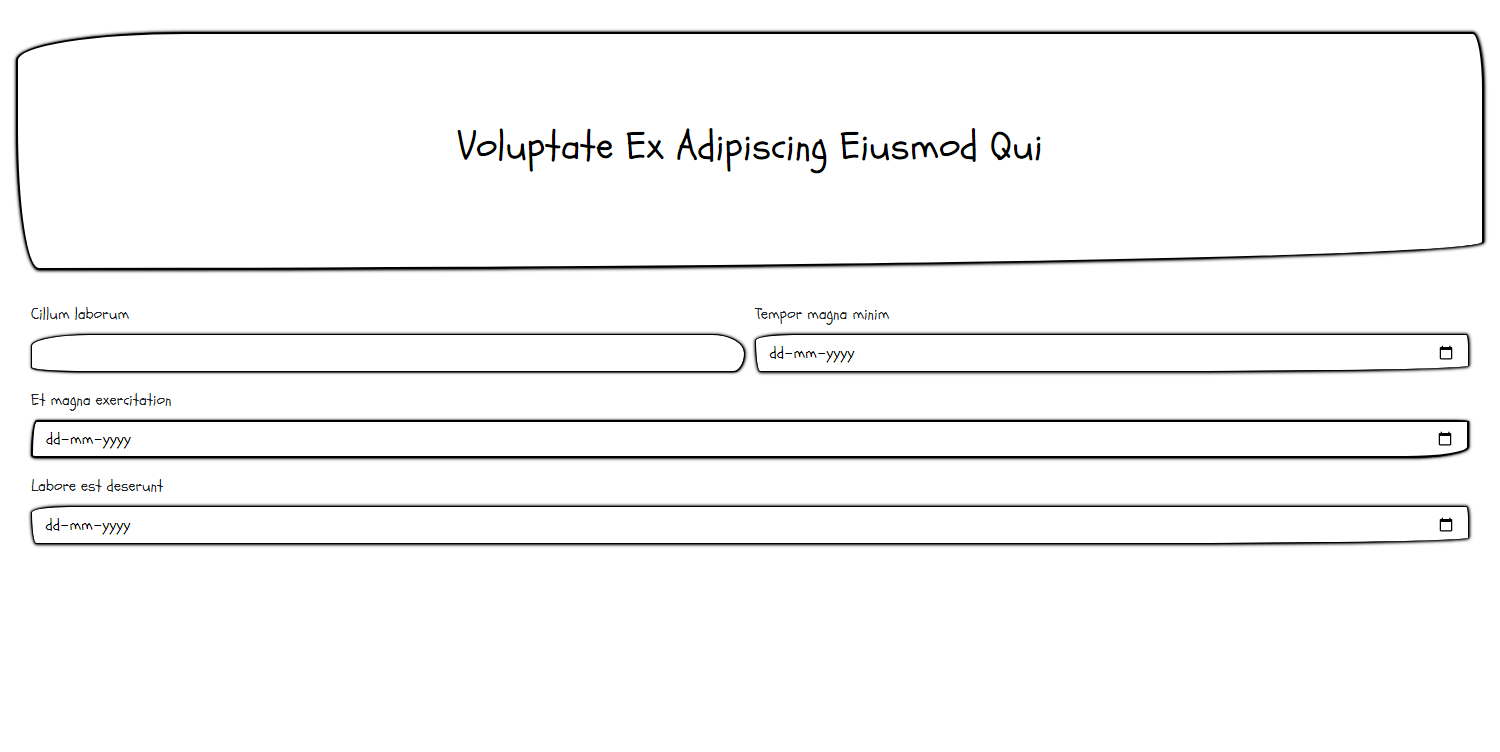 Voluptate Ex Adipiscing Eiusmod Qui
Cillum laborum
Tempor magna minim
dd-mm-yyyy
Et magna exercitation
dd-mm-yyyy
Labore est deserunt
dd-mm-yyyy